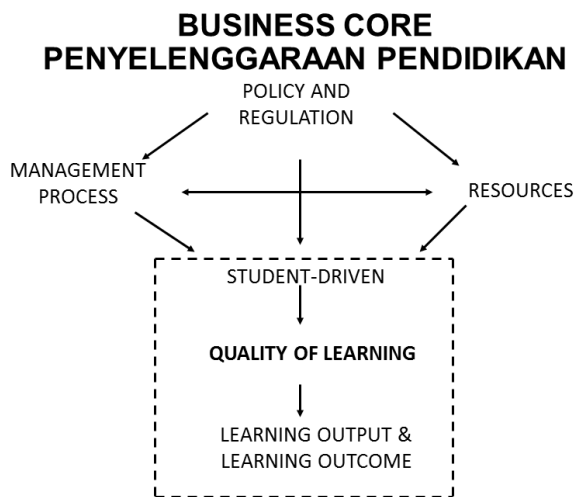 BUSINESS CORE
PENYELENGGARAAN PENDIDIKAN
POLICY AND
REGULATION
MANAGEMENT
PROCESS
RESOURCES
STUDENT-DRIVEN
QUALITY OF LEARNING
LEARNING OUTPUT &
LEARNING OUTCOME